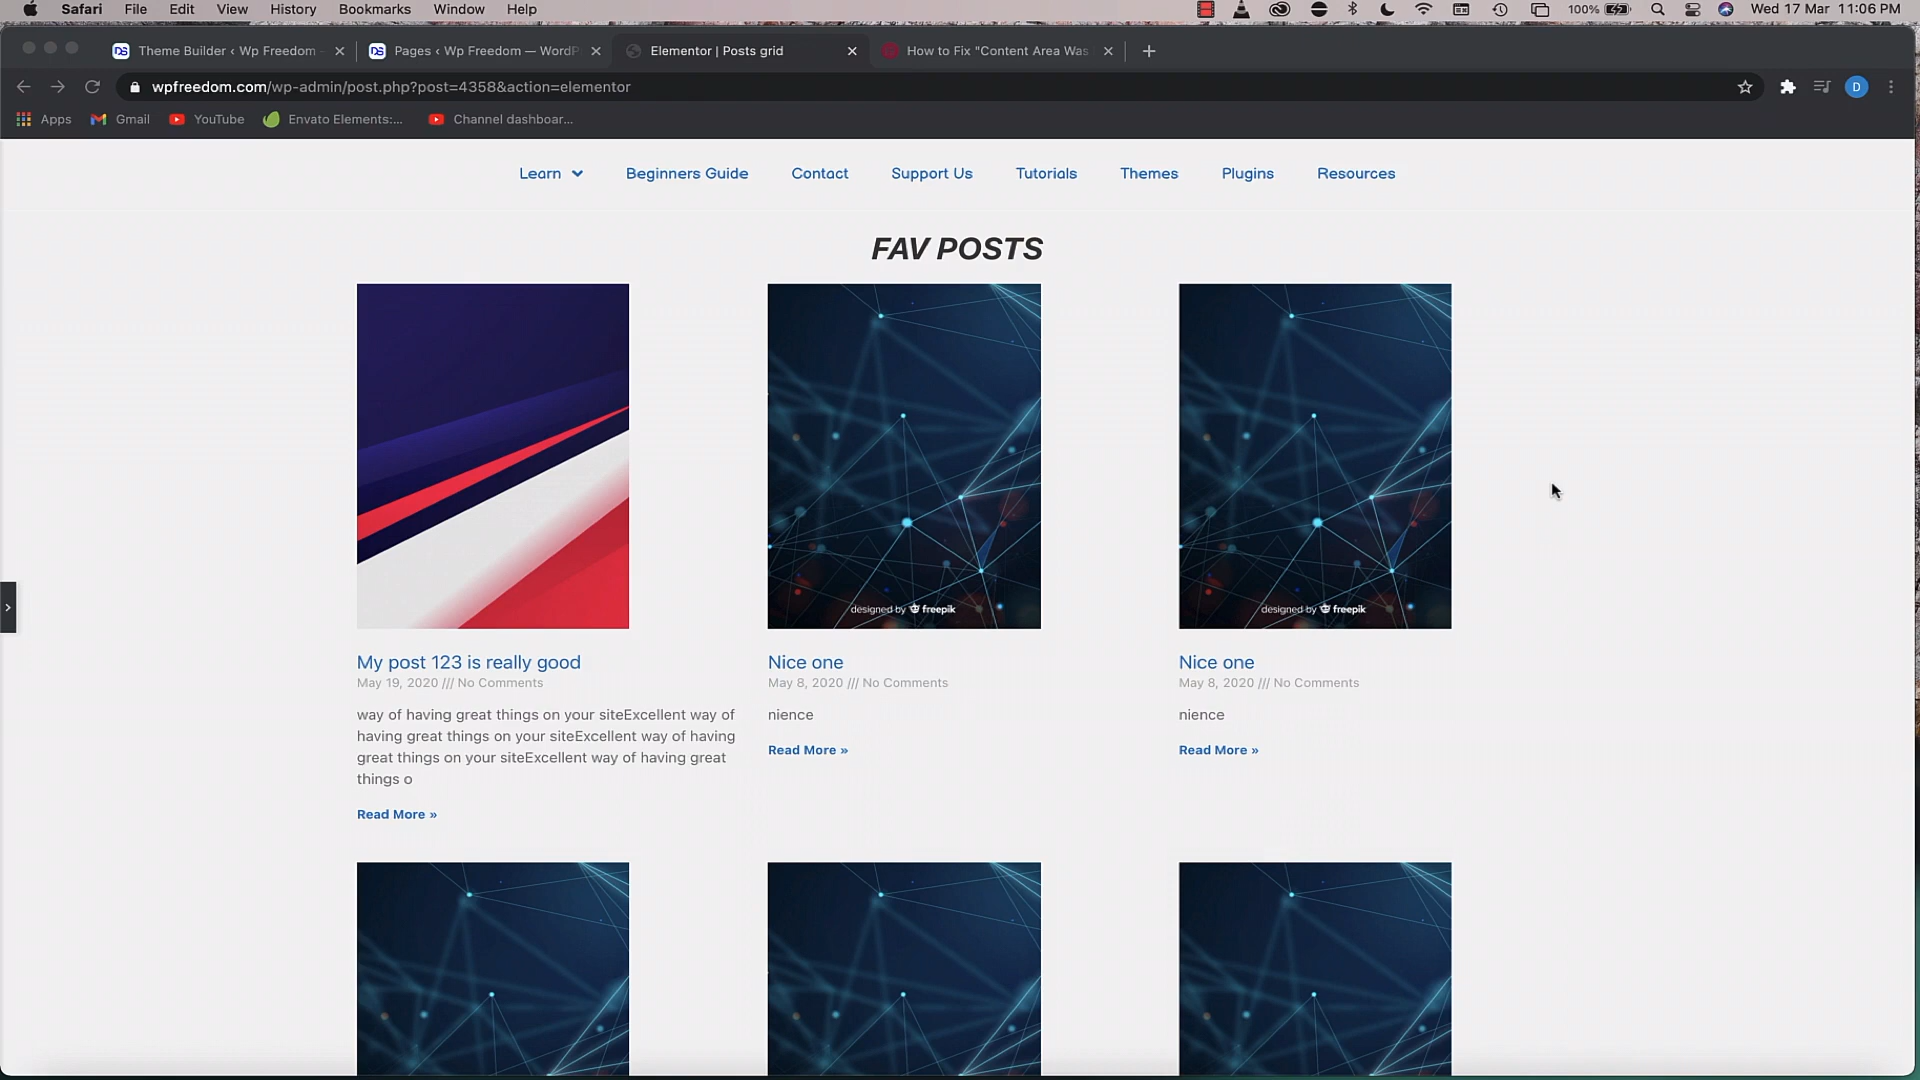 Safari File Edit View History Bookmarks Window Help 100% Wed 17 Mar 11:06 PM
Theme Builder ‹ Wp Freedom - Pages ‹ Wp Freedom — WordP Elementor | Posts grid How to Fix "Content Area Was
wpfreedom.com/wp-admin/post.php?post=4358&action=elementor D
Apps Gmail YouTube Envato Elements:... Channel dashboar...
Learn Beginners Guide Contact Support Us Tutorials Themes Plugins Resources
FAV POSTS
designed by freepik
designed by freepik
My post 123 is really good
May 19, 2020 /// No Comments
way of having great things on your siteExcellent way of
having great things on your siteExcellent way of having
great things on your siteExcellent way of having great
things o
Read More »
Nice one
May 8, 2020 /// No Comments
nience
Read More »
Nice one
May 8, 2020 /// No Comments
nience
Read More »